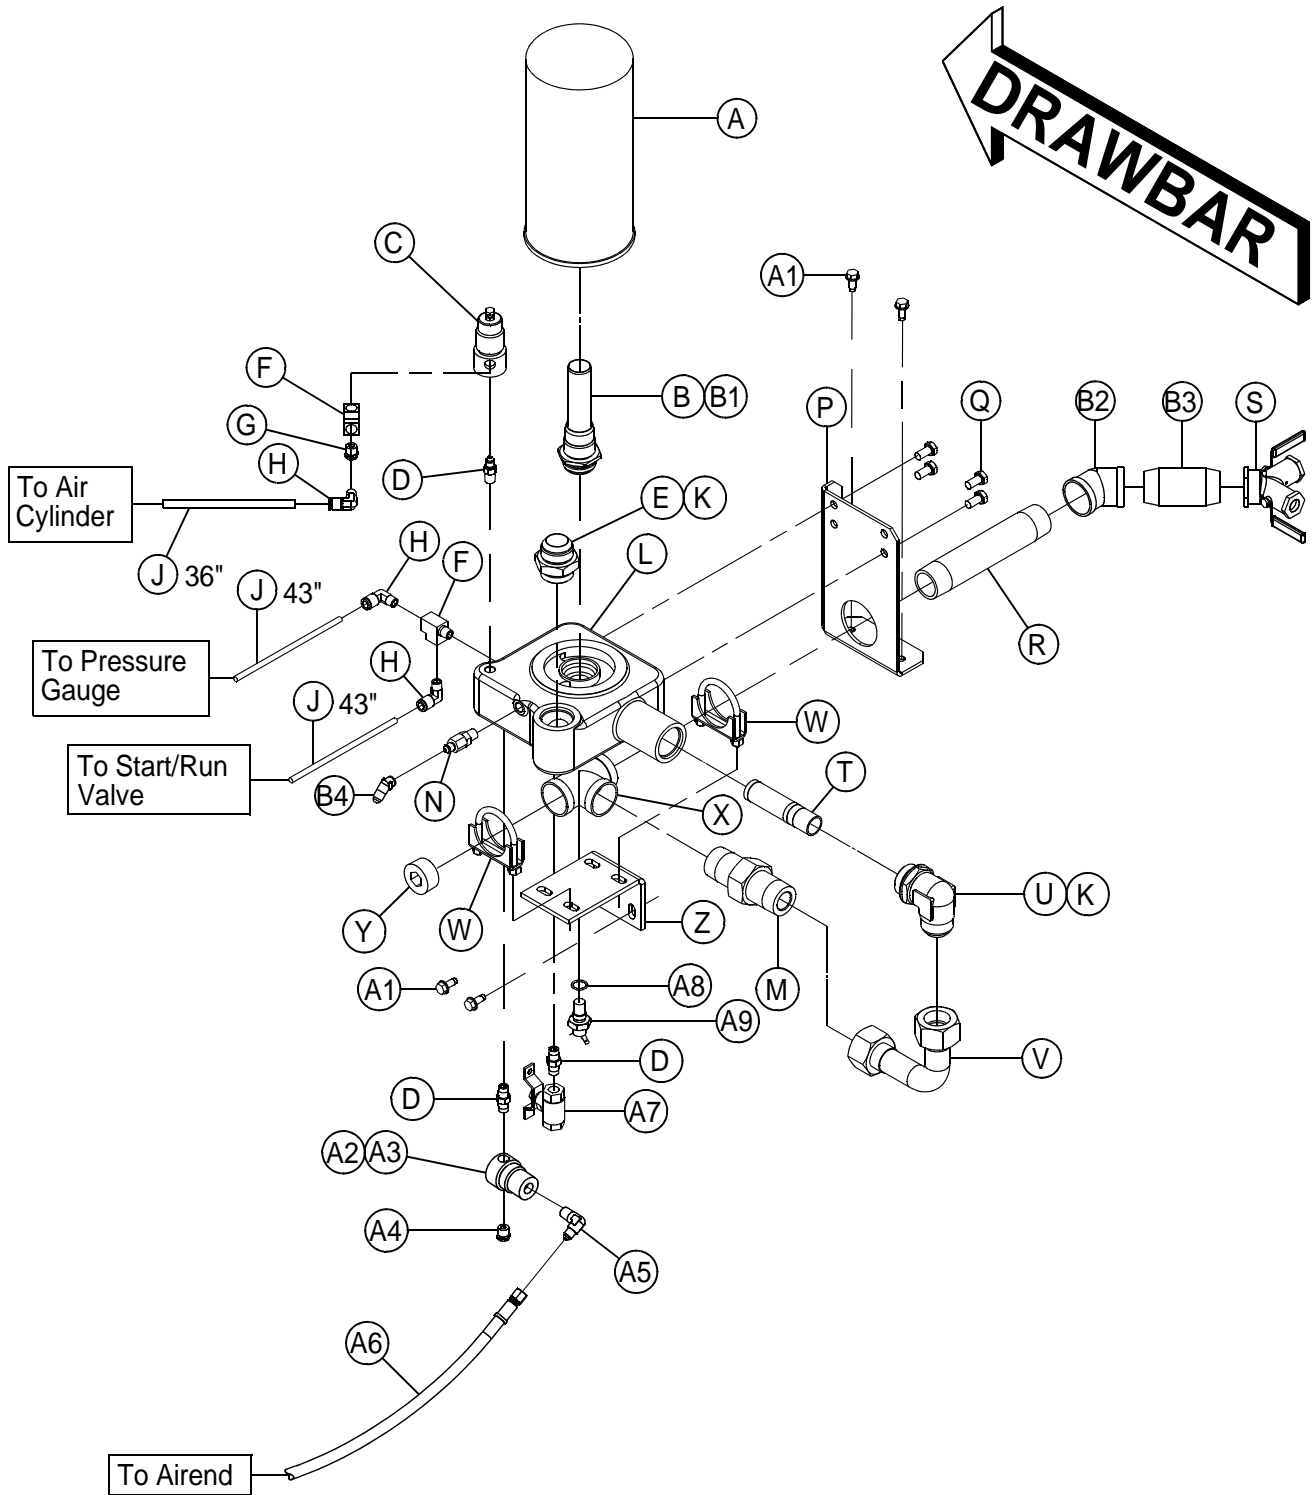 DRAWBAR
A
C
A1
F
B B1
P
Q
B2
B3
S
G
H
D
To Air
Cylinder
E K
J 36"
H
F
L
J 43"
R
To Pressure
Gauge
H
W
J 43"
To Start/Run
Valve
T
B4
N
X
U K
Y
W
Z
A1
A8
M
A9
D
V
D
A7
A2 A3
A4
A5
A6
To Airend